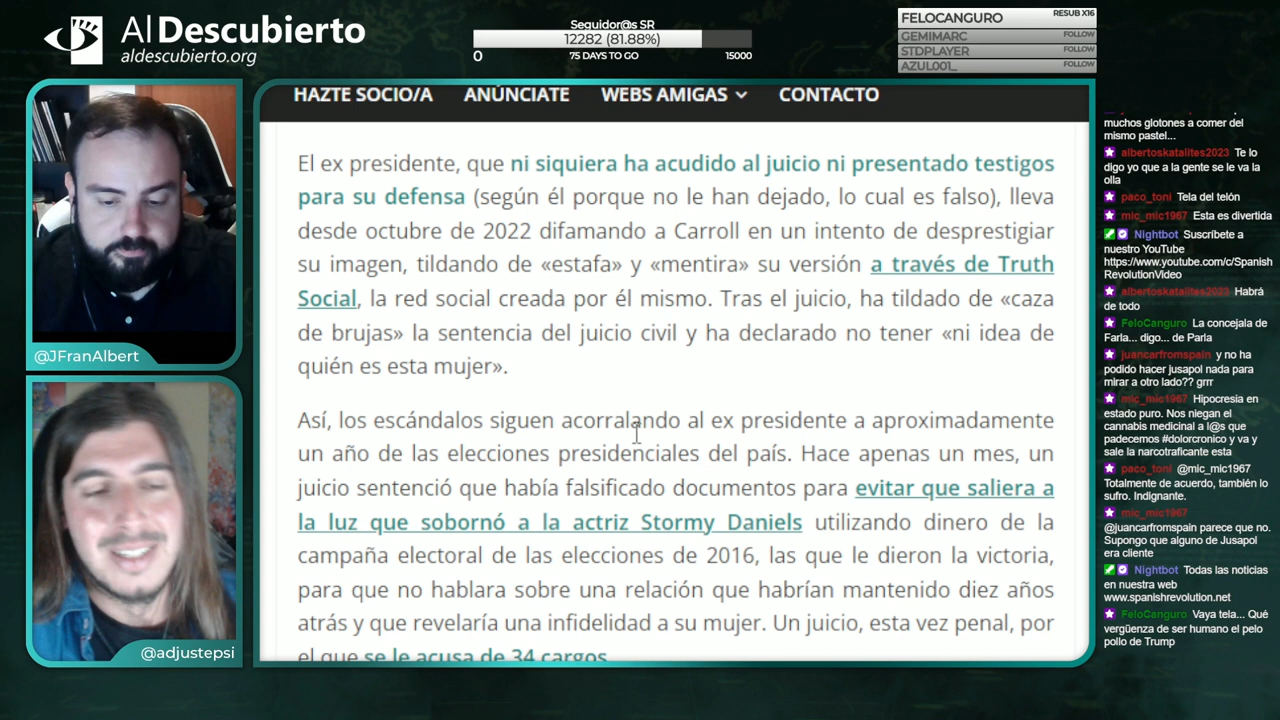 Al Descubierto
aldescubierto.org
Seguidor@s SR
12282 (81.88%)
0
75 DAYS TO GO
15000
FELOCANGURO
RESUB X16
GEMIMARC
FOLLOW
STDPLAYER
FOLLOW
AZUL001_
FOLLOW
HAZTE SOCIO/A
ANÚNCIATE
WEBS AMIGAS
CONTACTO
El ex presidente, que ni siquiera ha acudido al juicio ni presentado testigos
para su defensa (según él porque no le han dejado, lo cual es falso), lleva
desde octubre de 2022 difamando a Carroll en un intento de desprestigiar
su imagen, tildando de «estafa» y «mentira» su versión a través de Truth
Social, la red social creada por él mismo. Tras el juicio, ha tildado de «caza
de brujas» la sentencia del juicio civil y ha declarado no tener «ni idea de
quién es esta mujer».
Así, los escándalos siguen acorralando al ex presidente a aproximadamente
un año de las elecciones presidenciales del país. Hace apenas un mes, un
juicio sentenció que había falsificado documentos para evitar que saliera a
la luz que sobornó a la actriz Stormy Daniels utilizando dinero de la
campaña electoral de las elecciones de 2016, las que le dieron la victoria,
para que no hablara sobre una relación que habrían mantenido diez años
atrás y que revelaría una infidelidad a su mujer. Un juicio, esta vez penal, por
el que se le acusa de 34 cargos.
@JFranAlbert
@adjustepsi
muchos glotones a comer del
mismo pastel...
albertoskatalites2023 Te lo
digo yo que a la gente se le va la
olla
paco_toni Tela del telón
mic_mic1967 Esta es divertida
Nightbot Suscríbete a
nuestro YouTube
https://www.youtube.com/c/Spanish
RevolutionVideo
albertoskatalites2023 Habrá
de todo
FeloCanguro La concejala de
Farla... digo... de Parla
juancarfromspain y no ha
podido hacer jusapol nada para
mirar a otro lado?? grrr
mic_mic1967 Hipocresia en
estado puro. Nos niegan el
cannabis medicinal a l@s que
padecemos #dolorcronico y va y
sale la narcotraficante esta
paco_toni @mic_mic1967
Totalmente de acuerdo, también lo
sufro. Indignante.
mic_mic1967
@juancarfromspain parece que no.
Supongo que alguno de Jusapol
era cliente
Nightbot Todas las noticias
en nuestra web
www.spanishrevolution.net
FeloCanguro Vaya tela... Qué
vergüenza de ser humano el pelo
pollo de Trump